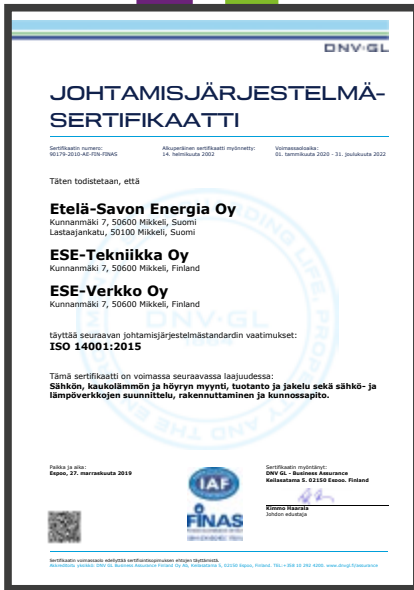 DNV·GL
JOHTAMISJÄRJESTELMÄ-
SERTIFIKAATTI
Sertifikaatin numero:
90179-2010-AE-FIN-FINAS
Alkuperäinen sertifikaatti myönnetty:
14. helmikuuta 2002
Voimassaoloaika:
01. tammikuuta 2020 - 31. joulukuuta 2022
Täten todistetaan, että
Etelä-Savon Energia Oy
Kunnanmäki 7, 50600 Mikkeli, Suomi
Lastaajankatu, 50100 Mikkeli, Suomi
ESE-Tekniikka Oy
Kunnanmäki 7, 50600 Mikkeli, Finland
ESE-Verkko Oy
Kunnanmäki 7, 50600 Mikkeli, Finland
täyttää seuraavan johtamisjärjestelmästandardin vaatimukset:
ISO 14001:2015
Tämä sertifikaatti on voimassa seuraavassa laajuudessa:
Sähkön, kaukolämmön ja höyryn myynti, tuotanto ja jakelu sekä sähkö- ja
lämpöverkkojen suunnittelu, rakennuttaminen ja kunnossapito.
Paikka ja aika:
Espoo, 27. marraskuuta 2019
IAF
FINAS
Sertifikaatin myöntänyt:
DNV GL - Business Assurance
Keilasatama 5. 02150 Espoo. Finland
Kimmo Haarala
Johdon edustaja